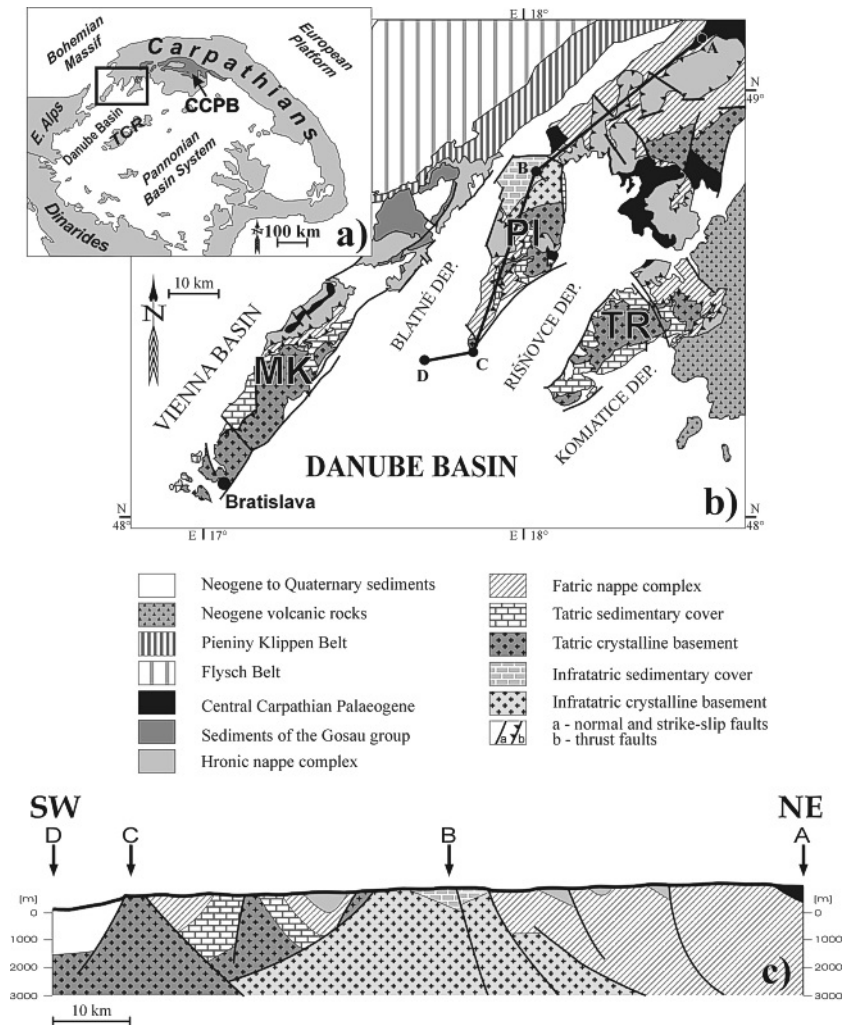 Bohemian
Massif
European
Platform
Carpathians
CCPB
E. Alps
Danube Basin
TCR
Pannonian
Basin System
Dinarides
N
100 km
a)
A
N
49°
E 18°
B
PI
10 km
N
BLATNÉ DEP.
RIŠŇOVCE DEP.
TR
VIENNA BASIN
MK
D
C
KOMJATICE DEP.
DANUBE BASIN
Bratislava
b)
N
48°
E 17°
E 18°
N
48°
Neogene to Quaternary sediments
Neogene volcanic rocks
Pieniny Klippen Belt
Flysch Belt
Central Carpathian Palaeogene
Sediments of the Gosau group
Hronic nappe complex
Fatric nappe complex
Tatric sedimentary cover
Tatric crystalline basement
Infratatric sedimentary cover
Infratatric crystalline basement
a b
a - normal and strike-slip faults
b - thrust faults
SW
NE
D
C
B
A
[m]
0
1000
2000
3000
[m]
0
1000
2000
3000
c)
10 km